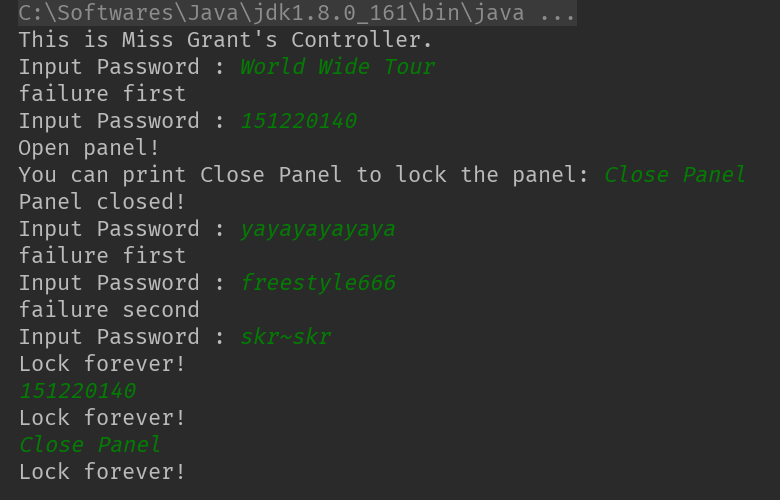 C:\Softwares\Java\jdk1.8.0_161\bin\java ...
This is Miss Grant's Controller.
Input Password : World Wide Tour
failure first
Input Password : 151220140
Open panel!
You can print Close Panel to lock the panel: Close Panel
Panel closed!
Input Password : yayayayayaya
failure first
Input Password : freestyle666
failure second
Input Password : skr~skr
Lock forever!
151220140
Lock forever!
Close Panel
Lock forever!